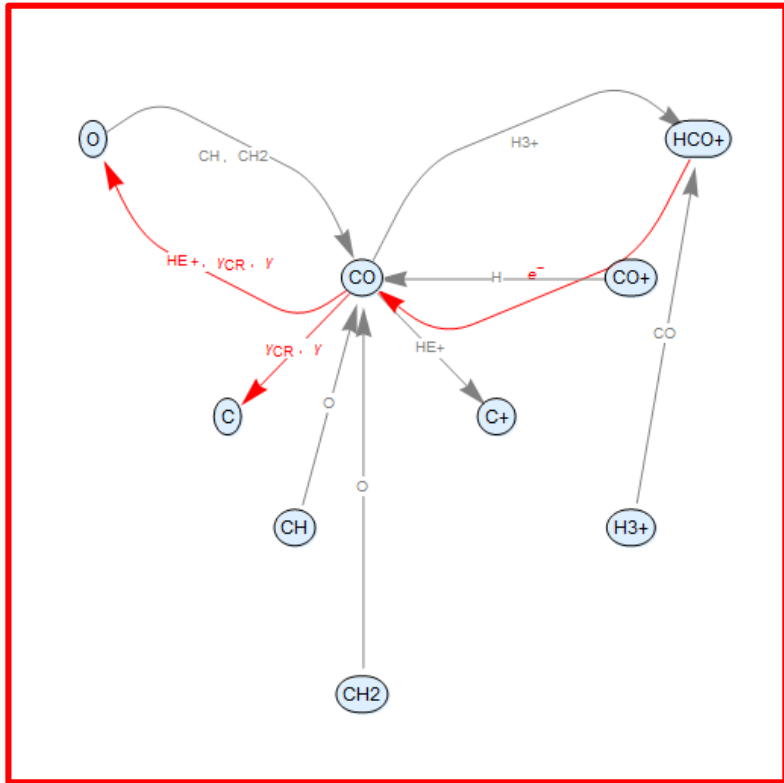 O
HCO+
CH, CH2
H3+
HE+, γCR, γ
CO
H
e−
CO+
CO
γCR, γ
HE+
O
C
C+
O
CH
H3+
CH2